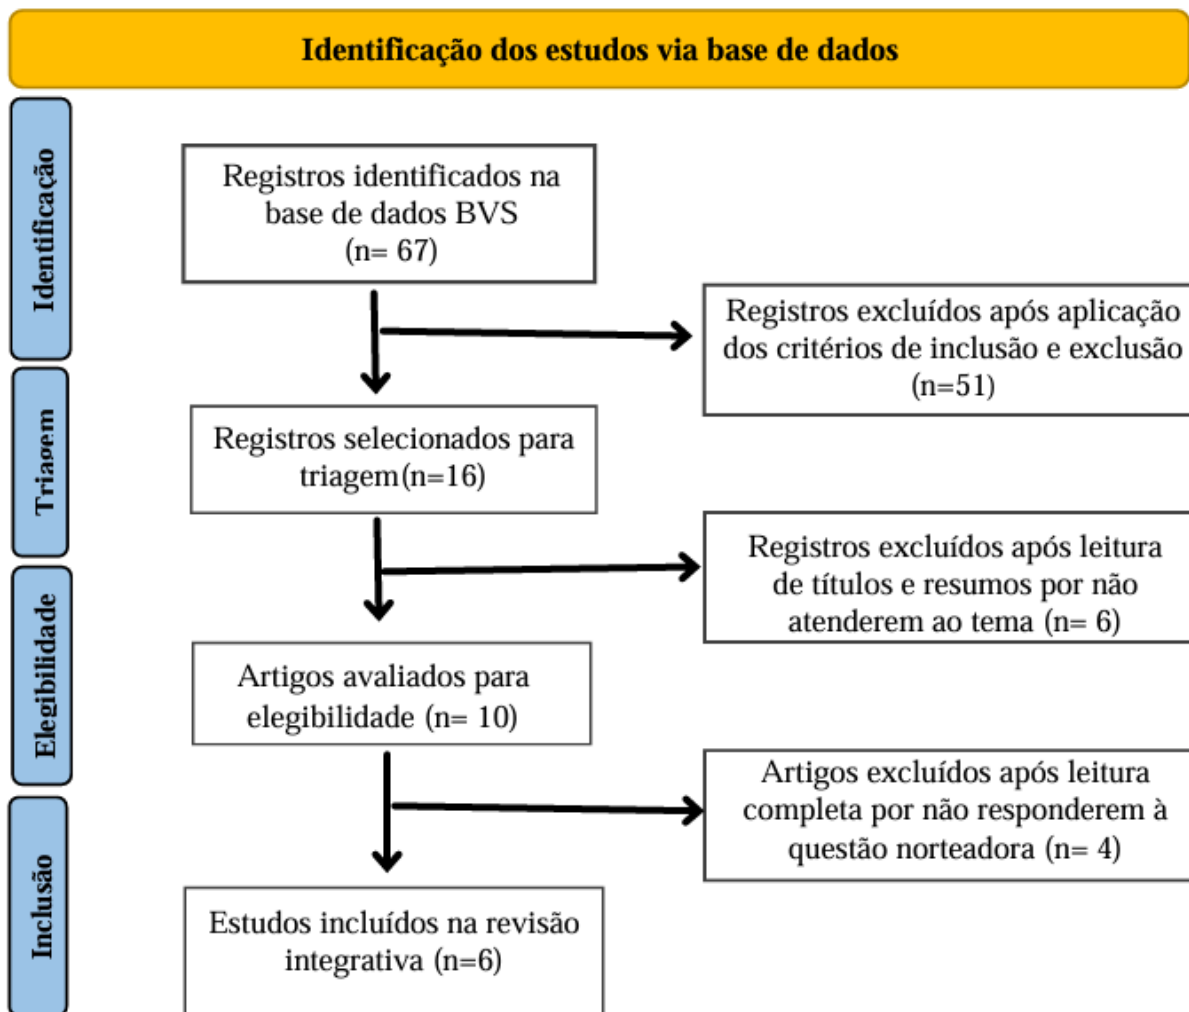 Identificação dos estudos via base de dados
Identificação
Registros identificados na
base de dados BVS
(n= 67)
Registros excluídos após aplicação
dos critérios de inclusão e exclusão
(n=51)
Triagem
Registros selecionados para
triagem(n=16)
Registros excluídos após leitura
de títulos e resumos por não
atenderem ao tema (n= 6)
Elegibilidade
Artigos avaliados para
elegibilidade (n= 10)
Artigos excluídos após leitura
completa por não responderem à
questão norteadora (n= 4)
Inclusão
Estudos incluídos na revisão
integrativa (n=6)